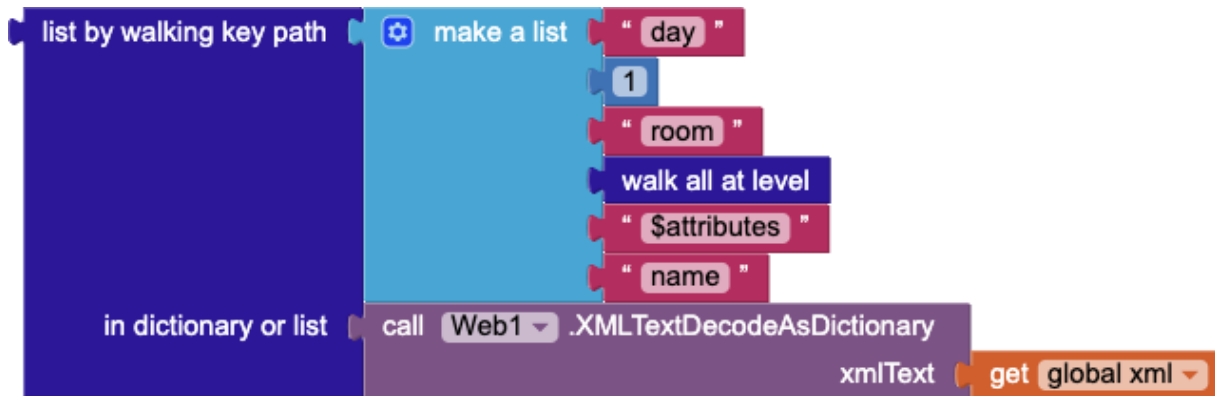 list by walking key path make a list “ day ”
1
“ room ”
walk all at level
“ $attributes ”
“ name ”
in dictionary or list call Web1 .XMLTextDecodeAsDictionary
xmlText get global xml